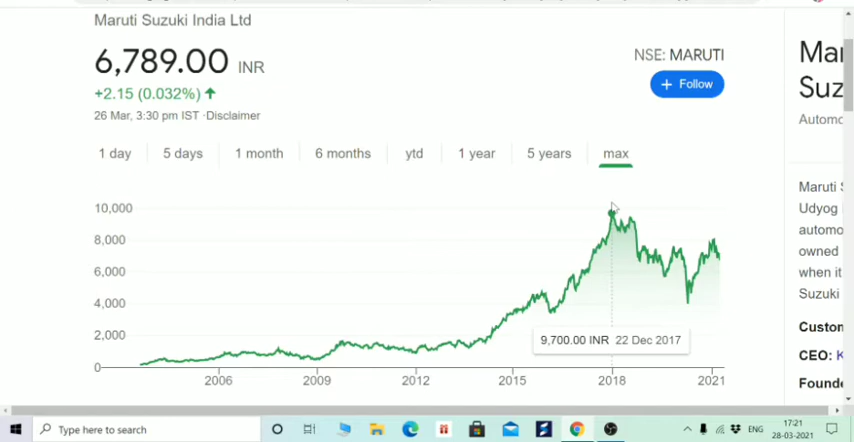 Maruti Suzuki India Ltd
6,789.00 INR
+2.15 (0.032%)
26 Mar, 3:30 pm IST · Disclaimer
NSE: MARUTI
+ Follow
1 day 5 days 1 month 6 months ytd 1 year 5 years max
10,000
8,000
6,000
4,000
2,000
0
9,700.00 INR 22 Dec 2017
2006 2009 2012 2015 2018 2021
Mar
Suz
Automo
Maruti S
Udyog
automo
owned
when it
Suzuki
Custom
CEO: K
Founde
Type here to search
ENG
17:21
28-03-2021